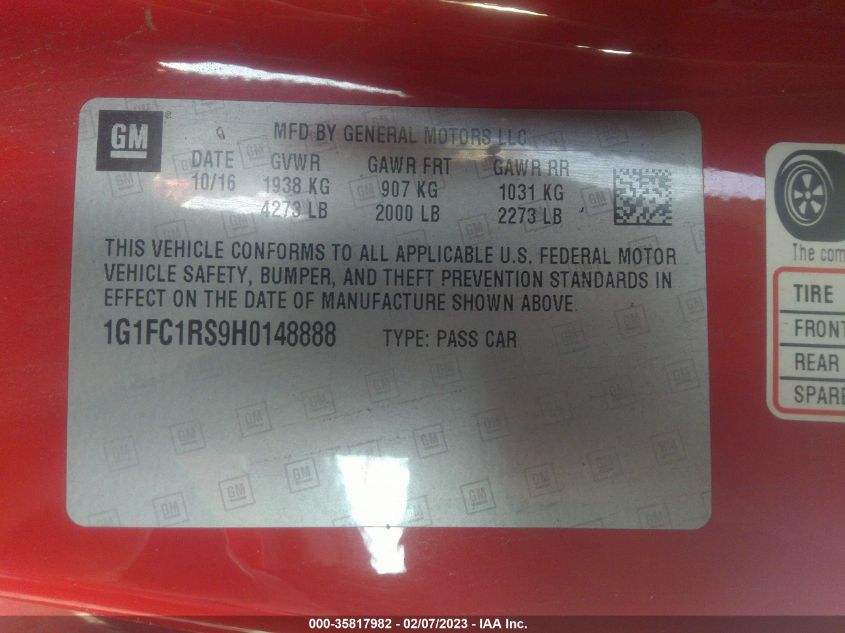 GM
MFD BY GENERAL MOTORS LLC
DATE GVWR GAWR FRT GAWR RR
10/16 1938 KG 907 KG 1031 KG
4273 LB 2000 LB 2273 LB
THIS VEHICLE CONFORMS TO ALL APPLICABLE U.S. FEDERAL MOTOR
VEHICLE SAFETY, BUMPER, AND THEFT PREVENTION STANDARDS IN
EFFECT ON THE DATE OF MANUFACTURE SHOWN ABOVE.
1G1FC1RS9H0148888 TYPE: PASS CAR
The com
TIRE
FRONT
REAR
SPARE
000-35817982 - 02/07/2023 - IAA Inc.